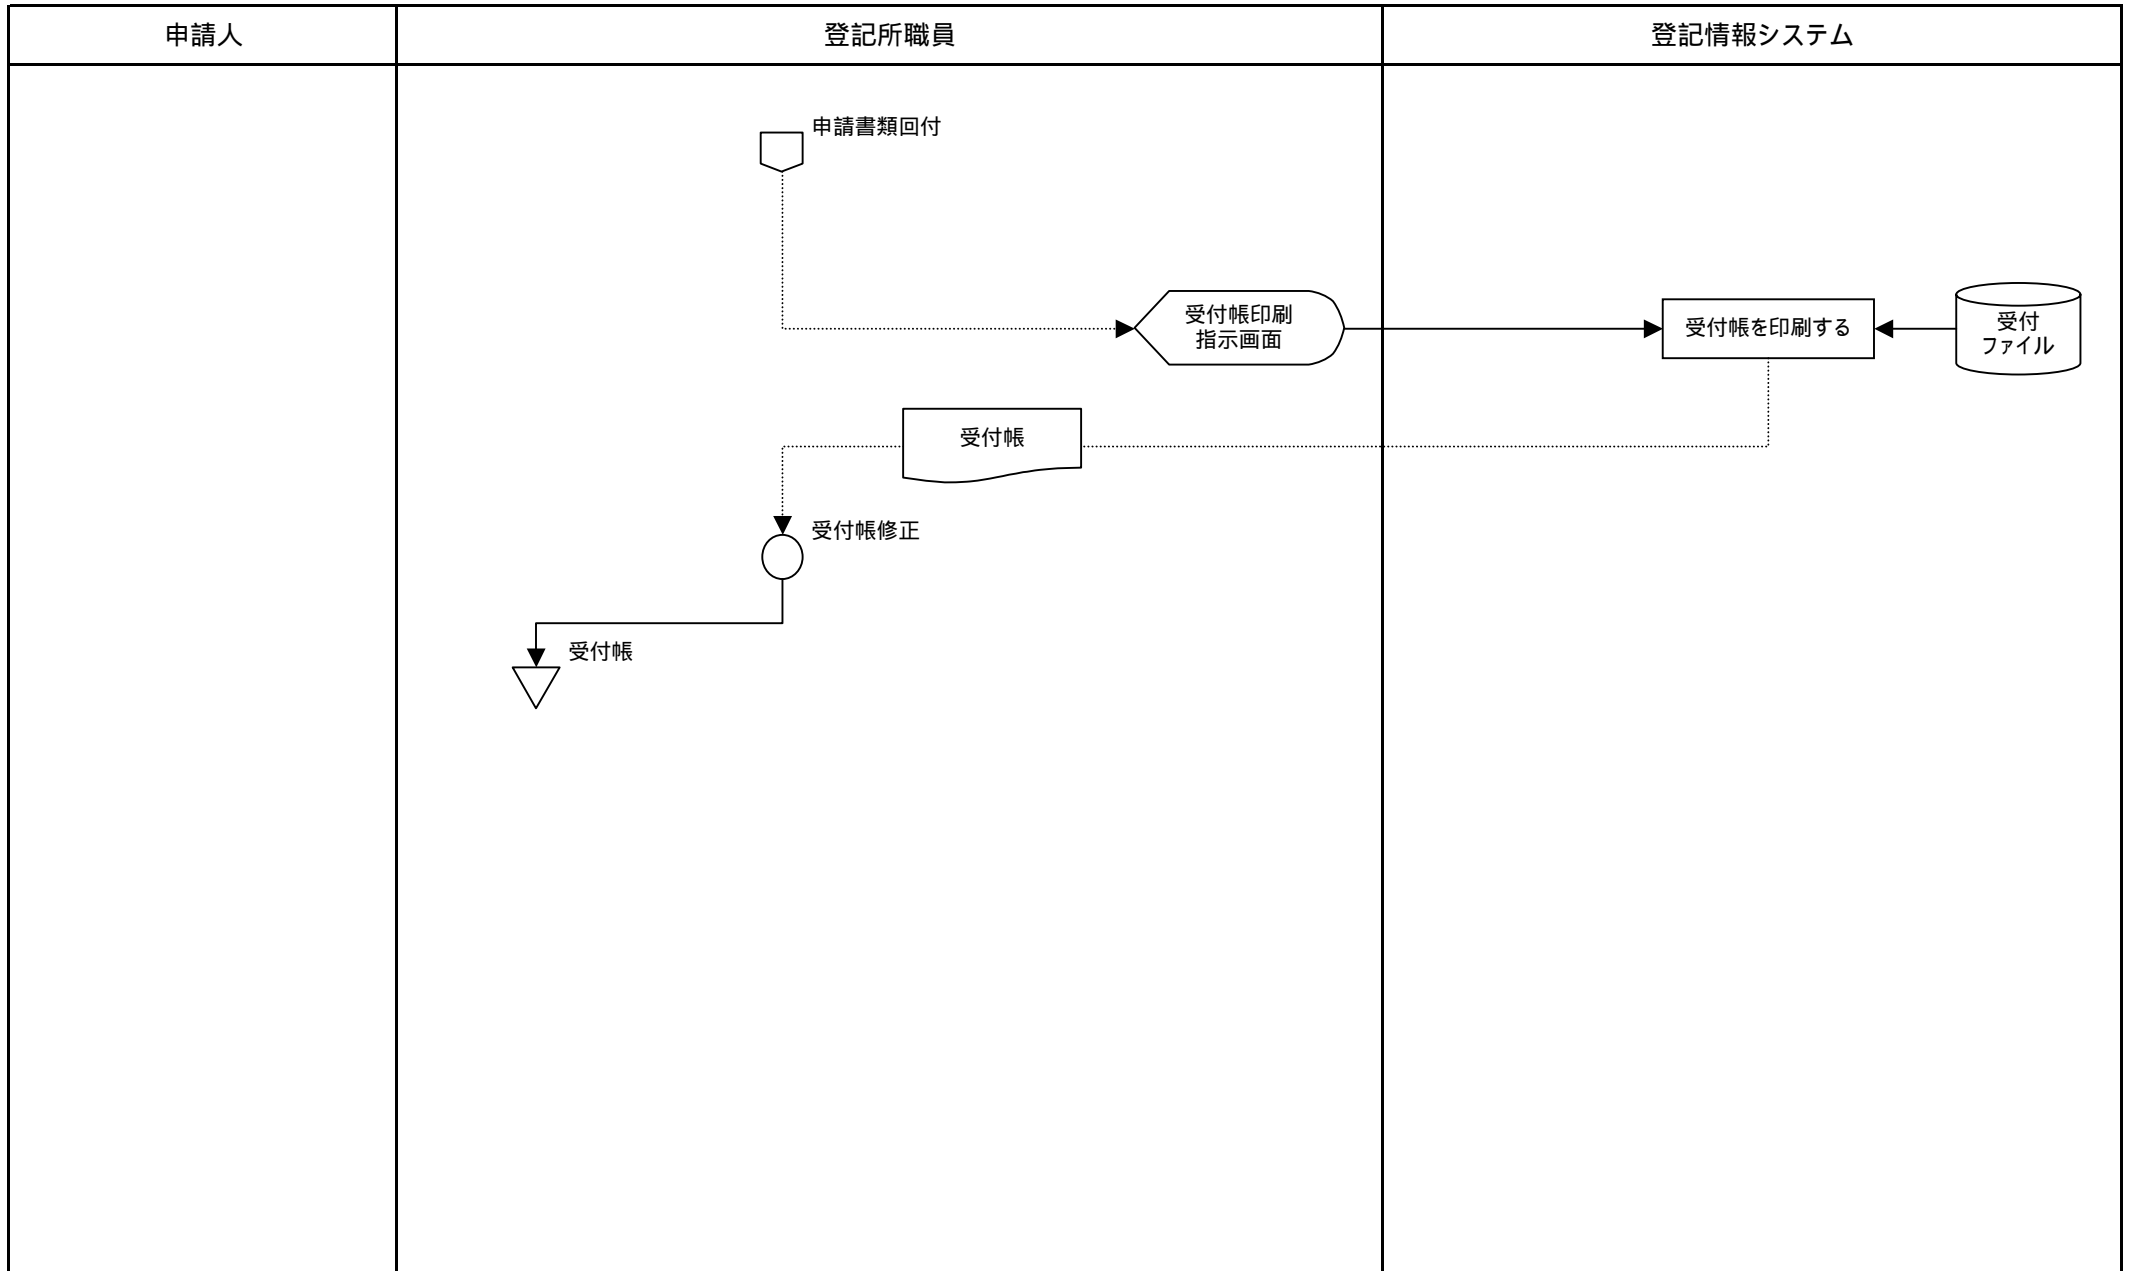 申請人
登記所職員
登記情報システム
申請書類回付
受付帳印刷
指示画面
受付帳を印刷する
受付
ファイル
受付帳
受付帳修正
受付帳